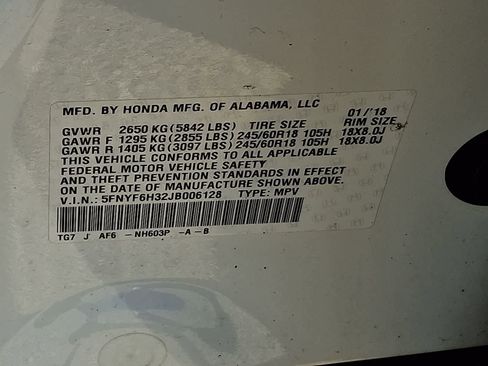 MFD. BY HONDA MFG. OF ALABAMA, LLC 01/'18
GVWR 2650 KG (5842 LBS) TIRE SIZE RIM SIZE
GAWR F 1295 KG (2855 LBS) 245/60R18 105H 18X8.0J
GAWR R 1405 KG (3097 LBS) 245/60R18 105H 18X8.0J
THIS VEHICLE CONFORMS TO ALL APPLICABLE
FEDERAL MOTOR VEHICLE SAFETY
AND THEFT PREVENTION STANDARDS IN EFFECT
ON THE DATE OF MANUFACTURE SHOWN ABOVE.
V.I.N.: 5FNYF6H32JB006128 TYPE: MPV
TG7 J AF6 -NH603P -A-B